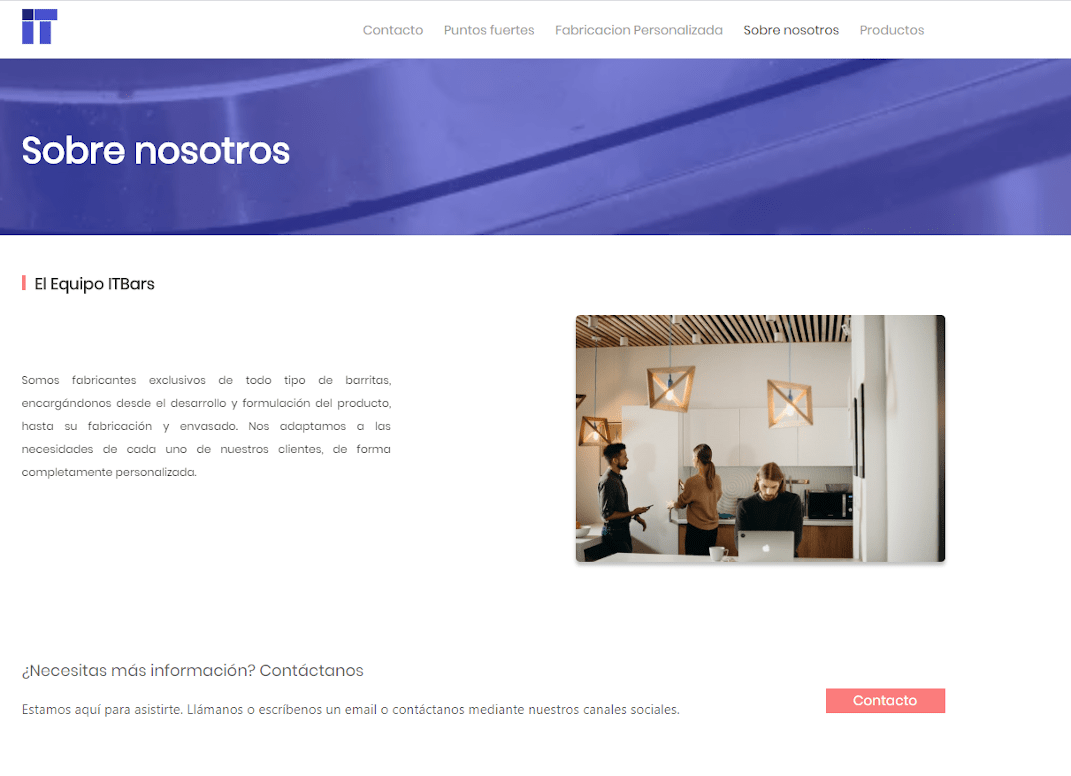 IT
Contacto Puntos fuertes Fabricacion Personalizada Sobre nosotros Productos
Sobre nosotros
El Equipo ITBars
Somos fabricantes exclusivos de todo tipo de barritas,
encargándonos desde el desarrollo y formulación del producto,
hasta su fabricación y envasado. Nos adaptamos a las
necesidades de cada uno de nuestros clientes, de forma
completamente personalizada.
¿Necesitas más información? Contáctanos
Estamos aquí para asistirte. Llámanos o escríbenos un email o contáctanos mediante nuestros canales sociales.
Contacto